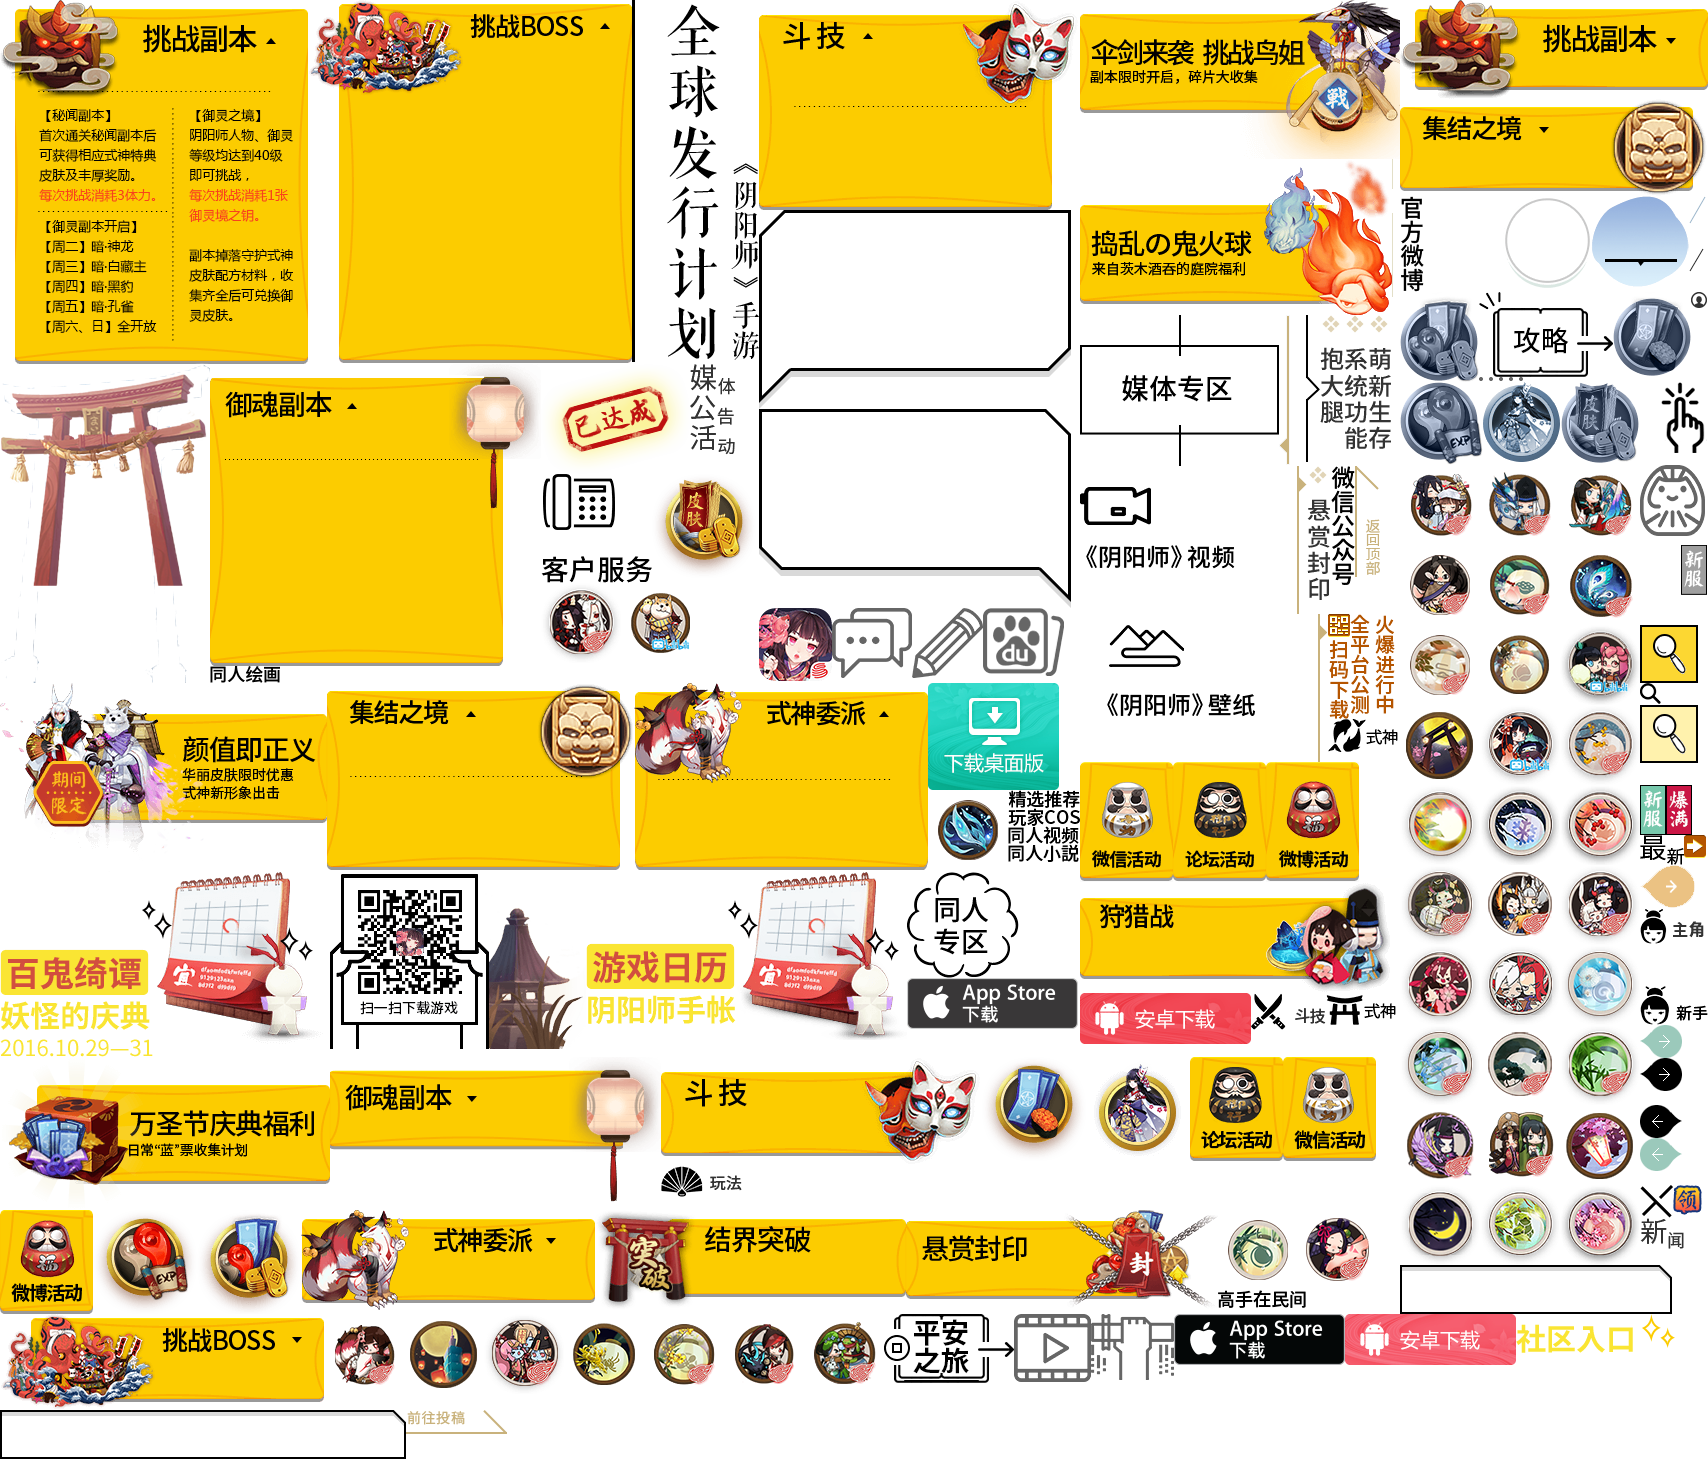 挑战副本
【秘闻副本】
首次通关秘闻副本后
可获得相应式神特典
皮肤及丰厚奖励。
每次挑战消耗3体力。
【御灵副本开启】
【周二】暗·神龙
【周三】暗·白藏主
【周四】暗·黑豹
【周五】暗·孔雀
【周六、日】全开放
【御灵之境】
阴阳师人物、御灵
等级均达到40级
即可挑战，
每次挑战消耗1张
御灵境之钥。
副本掉落守护式神
皮肤配方材料，收
集齐全后可兑换御
灵皮肤。
挑战BOSS
全球发行计划
《阴阳师》手游
斗技
伞剑来袭 挑战鸟姐
副本限时开启，碎片大收集
戰
捣乱の鬼火球
来自茨木酒吞的庭院福利
挑战副本
集结之境
官方微博
攻略
御魂副本
已达成
媒体
公告
活动
客户服务
皮肤
媒体专区
萌新生存
系统功能
抱大腿
《阴阳师》视频
微信公众号
悬赏封印
返回顶部
《阴阳师》壁纸
火爆进行中
全平台公测
扫码下载
式神
EXP
皮肤
新服
bilibili
du
同人绘画
颜值即正义
华丽皮肤限时优惠
式神新形象出击
期间
限定
集结之境
式神委派
下载桌面版
精选推荐
玩家COS
同人视频
同人小説
微信活动
论坛活动
微博活动
bilibili
bilibili
新服
爆满
最新
主角
新手
百鬼绮谭
妖怪的庆典
2016.10.29—31
扫一扫下载游戏
游戏日历
阴阳师手帐
同人
专区
App Store
下载
狩猎战
安卓下载
斗技
式神
万圣节庆典福利
日常“蓝”票收集计划
御魂副本
斗技
玩法
论坛活动
微信活动
领
新闻
微博活动
EXP
式神委派
突破
结界突破
悬赏封印
封
高手在民间
挑战BOSS
平安
之旅
App Store
下载
安卓下载
社区入口
前往投稿